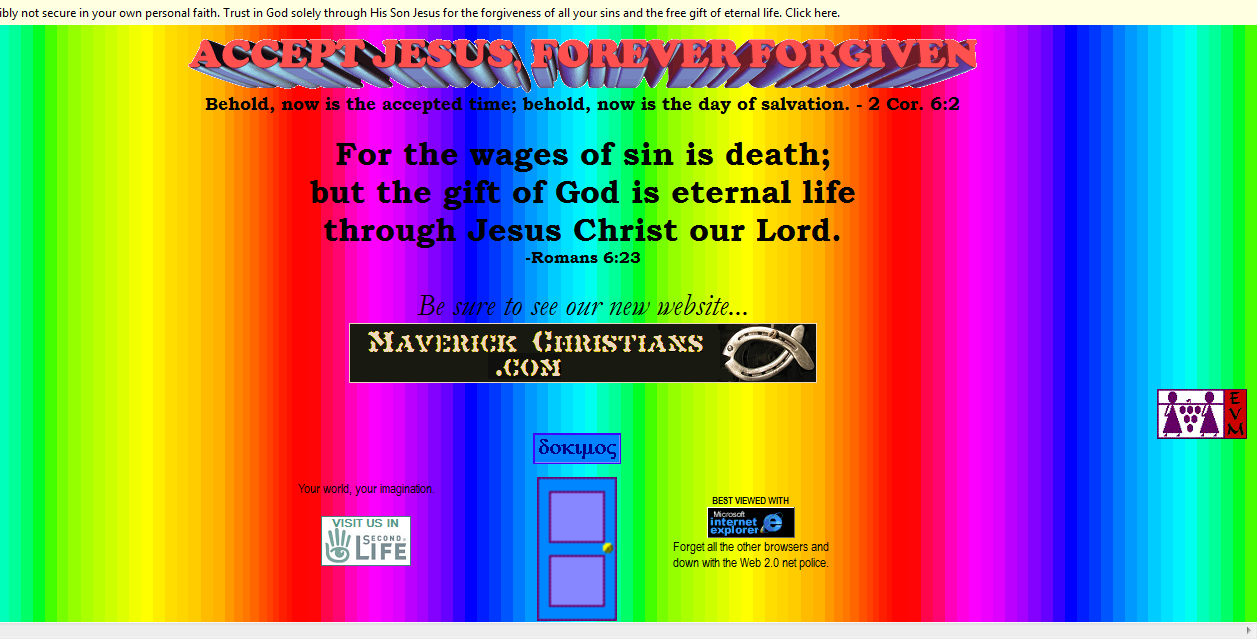 not secure in your own personal faith. Trust in God solely through His Son Jesus for the forgiveness of all your sins and the free gift of eternal life. Click here.
ACCEPT JESUS, FOREVER FORGIVEN
Behold, now is the accepted time; behold, now is the day of salvation. - 2 Cor. 6:2
For the wages of sin is death;
but the gift of God is eternal life
through Jesus Christ our Lord.
-Romans 6:23
Be sure to see our new website...
MAVERICK CHRISTIANS
.COM
EVM
δοκιμος
Your world, your imagination.
VISIT US IN
SECOND
LIFE
BEST VIEWED WITH
Microsoft
internet
explorer
Forget all the other browsers and
down with the Web 2.0 net police.